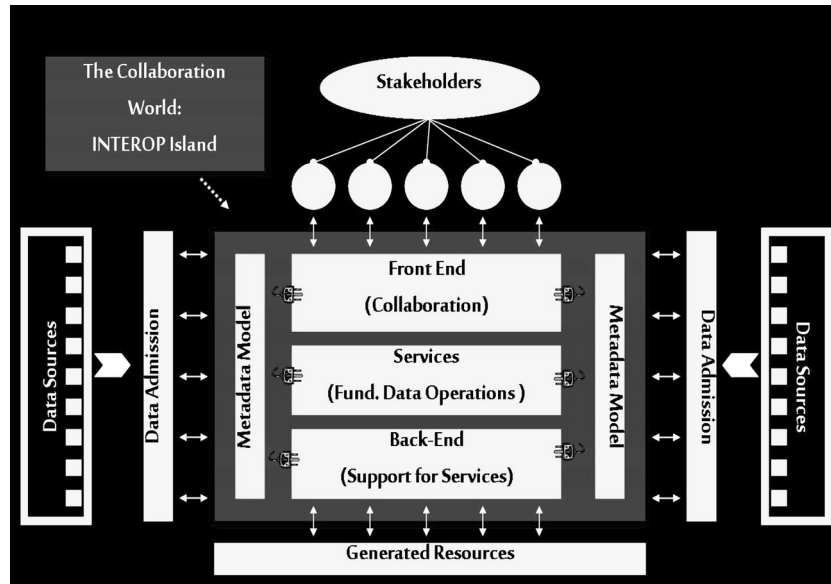 The Collaboration
World:
INTEROP Island
Stakeholders
Data Sources
Data Admission
Metadata Model
Front End
(Collaboration)
Services
(Fund. Data Operations )
Back-End
(Support for Services)
Metadata Model
Data Admission
Data Sources
Generated Resources